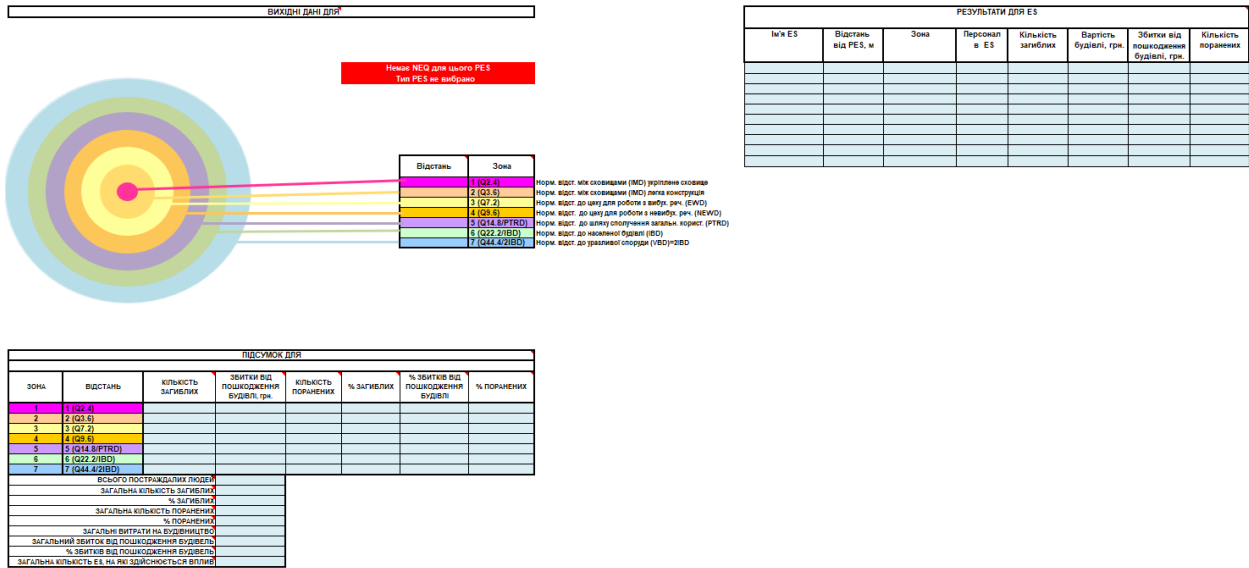 ВИХІДНІ ДАНІ ДЛЯ
Немає NEQ для цього PES
Тип PES не вибрано
Відстань Зона
1 (Q2.4) Норм. відст. між сховищами (IMD) укріплене сховище
2 (Q3.6) Норм. відст. між сховищами (IMD) легка конструкція
3 (Q7.2) Норм. відст. до цеху для роботи з вибух. реч. (EWD)
4 (Q9.6) Норм. відст. до цеху для роботи з невибух. реч. (NEWD)
5 (Q14.8/PTRD) Норм. відст. до шляху сполучення загальн. корист. (PTRD)
6 (Q22.2/IBD) Норм. відст. до населеної будівлі (IBD)
7 (Q44.4/2IBD) Норм. відст. до уразливої споруди (VBD)=2IBD
РЕЗУЛЬТАТИ ДЛЯ ES
Ім'я ES Відстань від PES, м Зона Персонал в ES Кількість загиблих Вартість будівлі, грн. Збитки від пошкодження будівлі, грн. Кількість поранених
ПІДСУМОК ДЛЯ
ЗОНА ВІДСТАНЬ КІЛЬКІСТЬ ЗАГИБЛИХ ЗБИТКИ ВІД ПОШКОДЖЕННЯ БУДІВЛІ, грн. КІЛЬКІСТЬ ПОРАНЕНИХ % ЗАГИБЛИХ % ЗБИТКІВ ВІД ПОШКОДЖЕННЯ БУДІВЛІ % ПОРАНЕНИХ
1 1 (Q2.4)
2 2 (Q3.6)
3 3 (Q7.2)
4 4 (Q9.6)
5 5 (Q14.8/PTRD)
6 6 (Q22.2/IBD)
7 7 (Q44.4/2IBD)
ВСЬОГО ПОСТРАЖДАЛИХ ЛЮДЕЙ
ЗАГАЛЬНА КІЛЬКІСТЬ ЗАГИБЛИХ
% ЗАГИБЛИХ
ЗАГАЛЬНА КІЛЬКІСТЬ ПОРАНЕНИХ
% ПОРАНЕНИХ
ЗАГАЛЬНІ ВИТРАТИ НА БУДІВНИЦТВО
ЗАГАЛЬНИЙ ЗБИТОК ВІД ПОШКОДЖЕННЯ БУДІВЕЛЬ
% ЗБИТКІВ ВІД ПОШКОДЖЕННЯ БУДІВЕЛЬ
ЗАГАЛЬНА КІЛЬКІСТЬ ES, НА ЯКІ ЗДІЙСНЮЄТЬСЯ ВПЛИВ